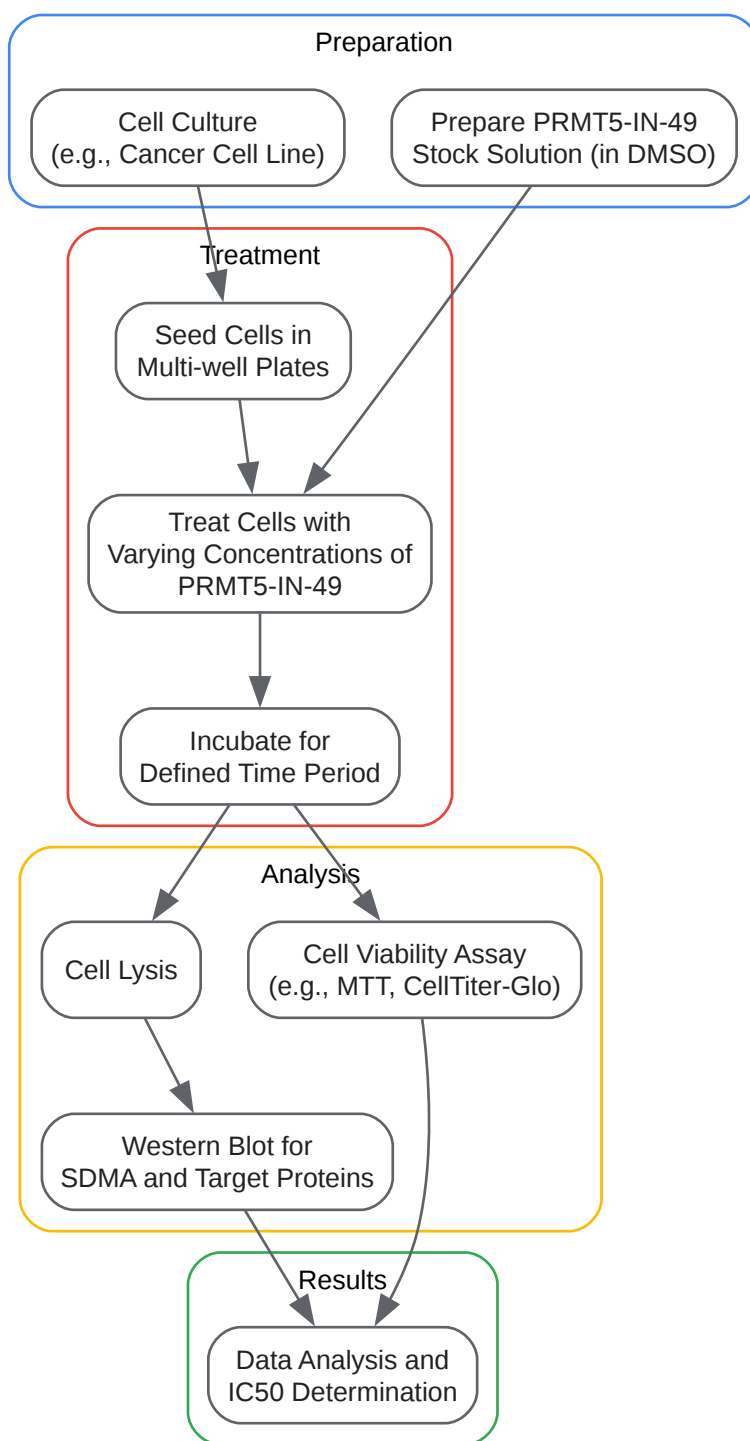 Preparation
Cell Culture
(e.g., Cancer Cell Line)
Prepare PRMT5-IN-49
Stock Solution (in DMSO)
Treatment
Seed Cells in
Multi-well Plates
Treat Cells with
Varying Concentrations of
PRMT5-IN-49
Incubate for
Defined Time Period
Analysis
Cell Lysis
Cell Viability Assay
(e.g., MTT, CellTiter-Glo)
Western Blot for
SDMA and Target Proteins
Results
Data Analysis and
IC50 Determination